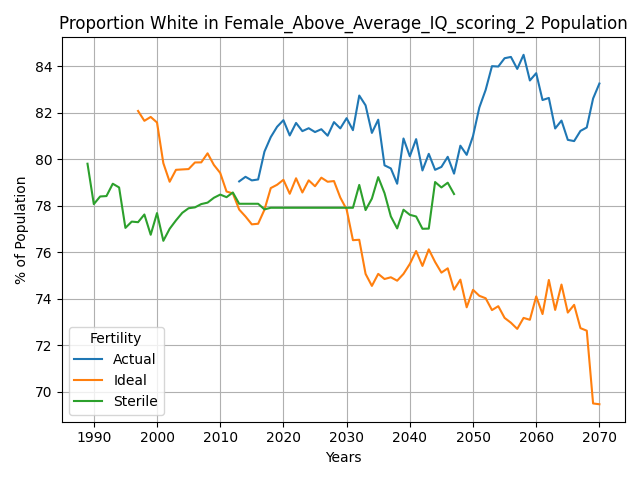 Proportion White in Female_Above_Average_IQ_scoring_2 Population
% of Population
84
82
80
78
76
74
72
70
Fertility
Actual
Ideal
Sterile
1990 2000 2010 2020 2030 2040 2050 2060 2070
Years